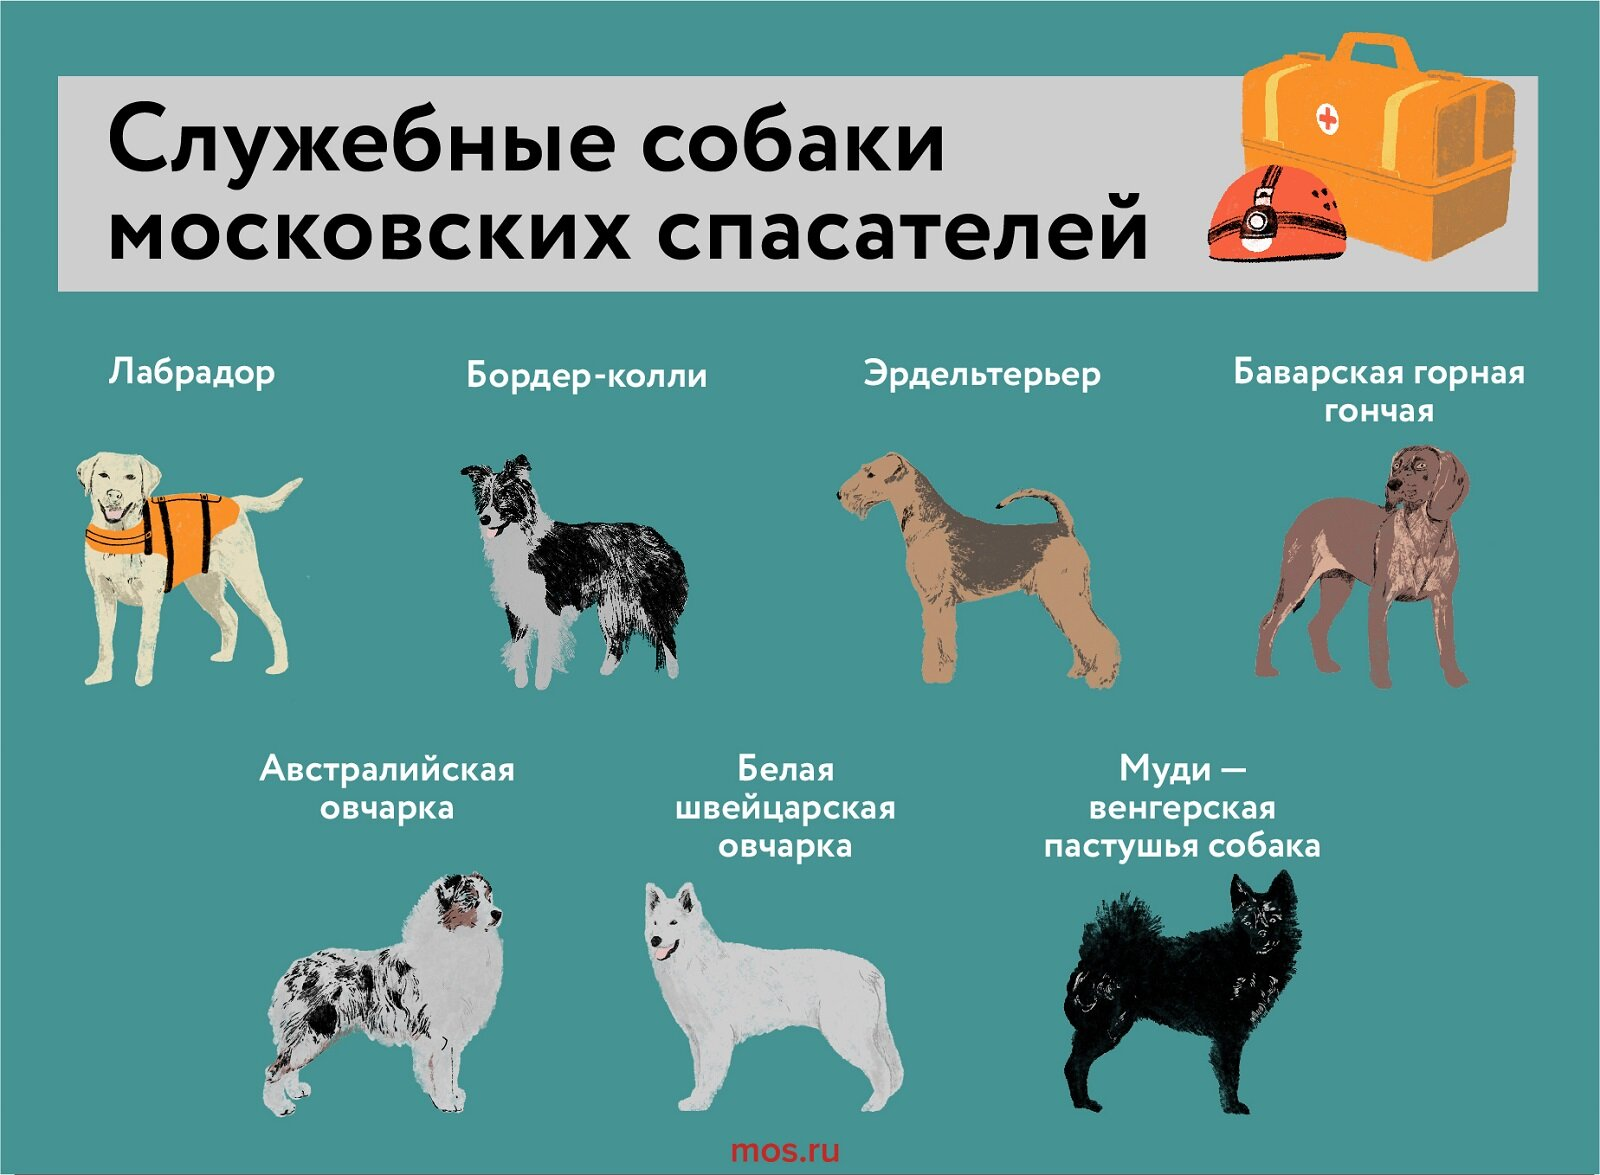 Служебные собаки
московских спасателей
Лабрадор
Бордер-колли
Эрдельтерьер
Баварская горная
гончая
Австралийская
овчарка
Белая
швейцарская
овчарка
Муди —
венгерская
пастушья собака
mos.ru